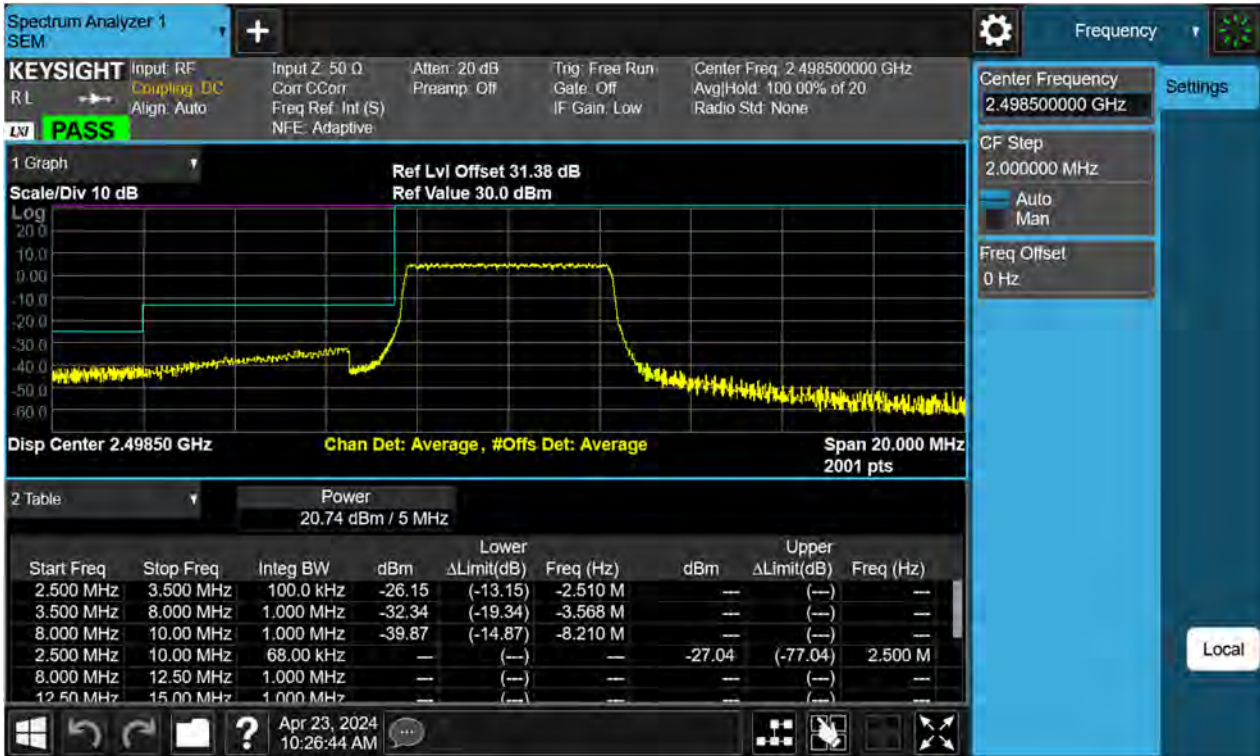 Spectrum Analyzer 1
SEM
+
Frequency
KEYSIGHT
RL
LXI
PASS
Input: RF
Coupling: DC
Align: Auto
Input Z: 50 Ω
Corr CCorr
Freq Ref: Int (S)
NFE: Adaptive
Atten: 20 dB
Preamp: Off
Trig: Free Run
Gate: Off
IF Gain: Low
Center Freq: 2.498500000 GHz
Avg|Hold: 100.00% of 20
Radio Std: None
Center Frequency
2.498500000 GHz
Settings
CF Step
2.000000 MHz
Auto
Man
Freq Offset
0 Hz
1 Graph
Ref Lvl Offset 31.38 dB
Scale/Div 10 dB
Ref Value 30.0 dBm
Log
20.0
10.0
0.00
-10.0
-20.0
-30.0
-40.0
-50.0
-60.0
Disp Center 2.49850 GHz
Chan Det: Average, #Offs Det: Average
Span 20.000 MHz
2001 pts
2 Table
Power
20.74 dBm / 5 MHz
Lower Upper
Start Freq Stop Freq Integ BW dBm ΔLimit(dB) Freq (Hz) dBm ΔLimit(dB) Freq (Hz)
2.500 MHz 3.500 MHz 100.0 kHz -26.15 (-13.15) -2.510 M --- (---) ---
3.500 MHz 8.000 MHz 1.000 MHz -32.34 (-19.34) -3.568 M --- (---) ---
8.000 MHz 10.00 MHz 1.000 MHz -39.87 (-14.87) -8.210 M --- (---) ---
2.500 MHz 10.00 MHz 68.00 kHz --- (---) --- -27.04 (-77.04) 2.500 M
8.000 MHz 12.50 MHz 1.000 MHz --- (---) --- --- (---) ---
12.50 MHz 15.00 MHz 1.000 MHz --- (---) --- --- (---) ---
Local
?
Apr 23, 2024
10:26:44 AM